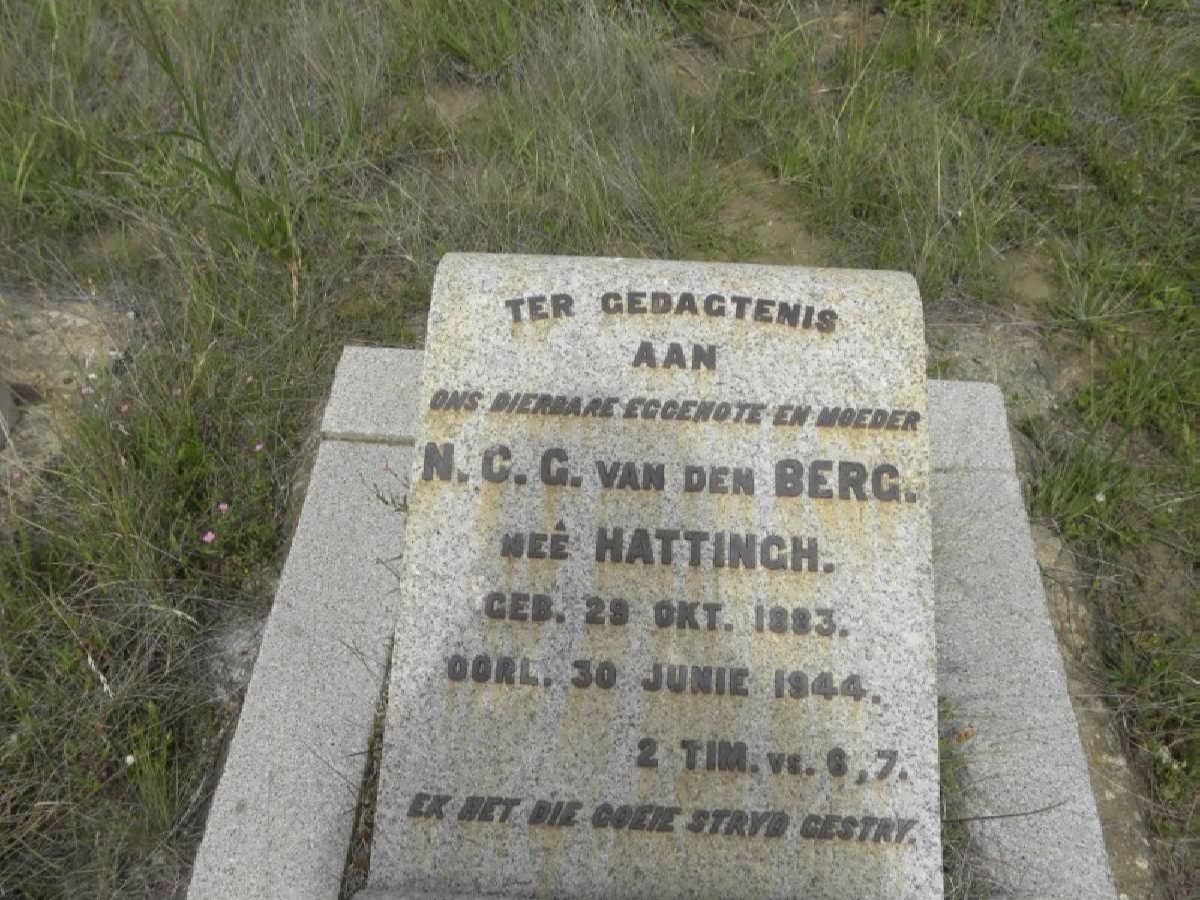 TER GEDAGTENIS
AAN
ONS DIERBARE EGGENOTE EN MOEDER
N. C. G. VAN DEN BERG.
NEÊ HATTINGH.
GEB. 29 OKT. 1883.
OORL. 30 JUNIE 1944.
2 TIM. vs. 6,7.
EK HET DIE GOEIE STRYD GESTRY.